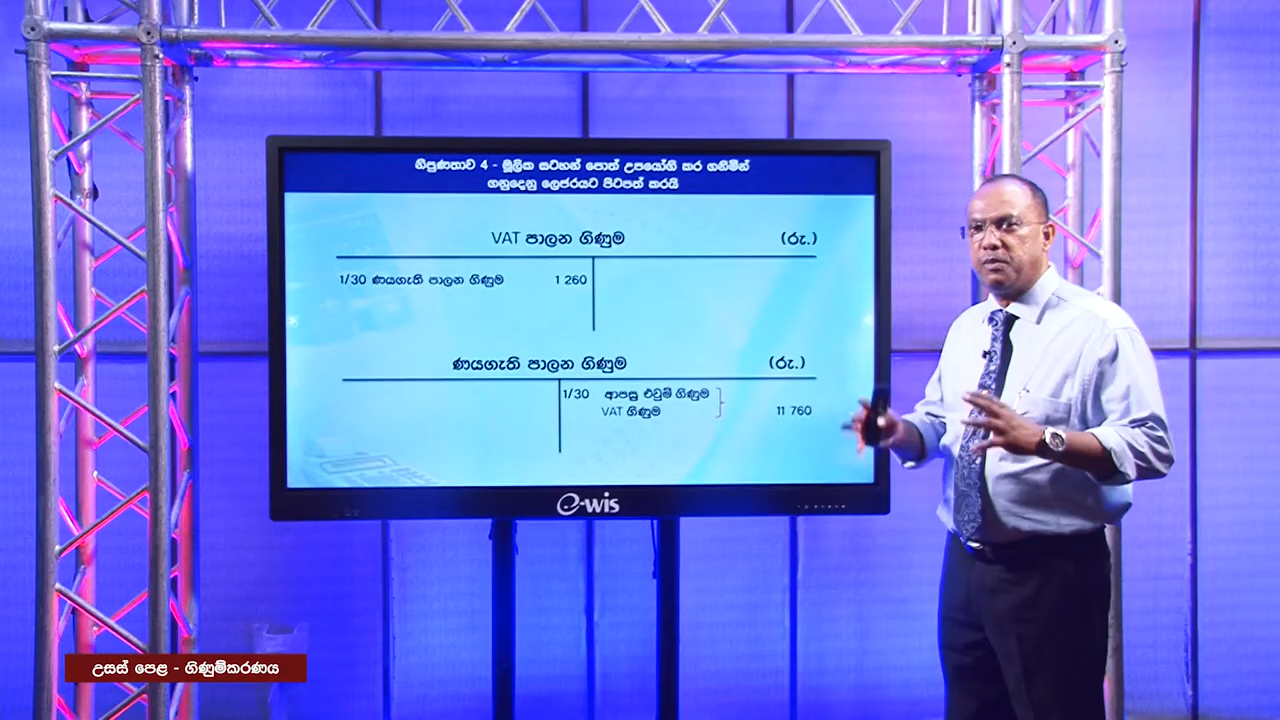 නිපුණතාව 4 - මූලික සටහන් පොත් උපයෝගී කර ගනිමින්
ගනුදෙනු ලෙජරයට පිටපත් කරයි
VAT පාලන ගිණුම (රු.)
1/30 ණයගැති පාලන ගිණුම 1 260
ණයගැති පාලන ගිණුම (රු.)
1/30 ආපසු එවුම් ගිණුම
VAT ගිණුම 11 760
e-wis
උසස් පෙළ - ගිණුම්කරණය